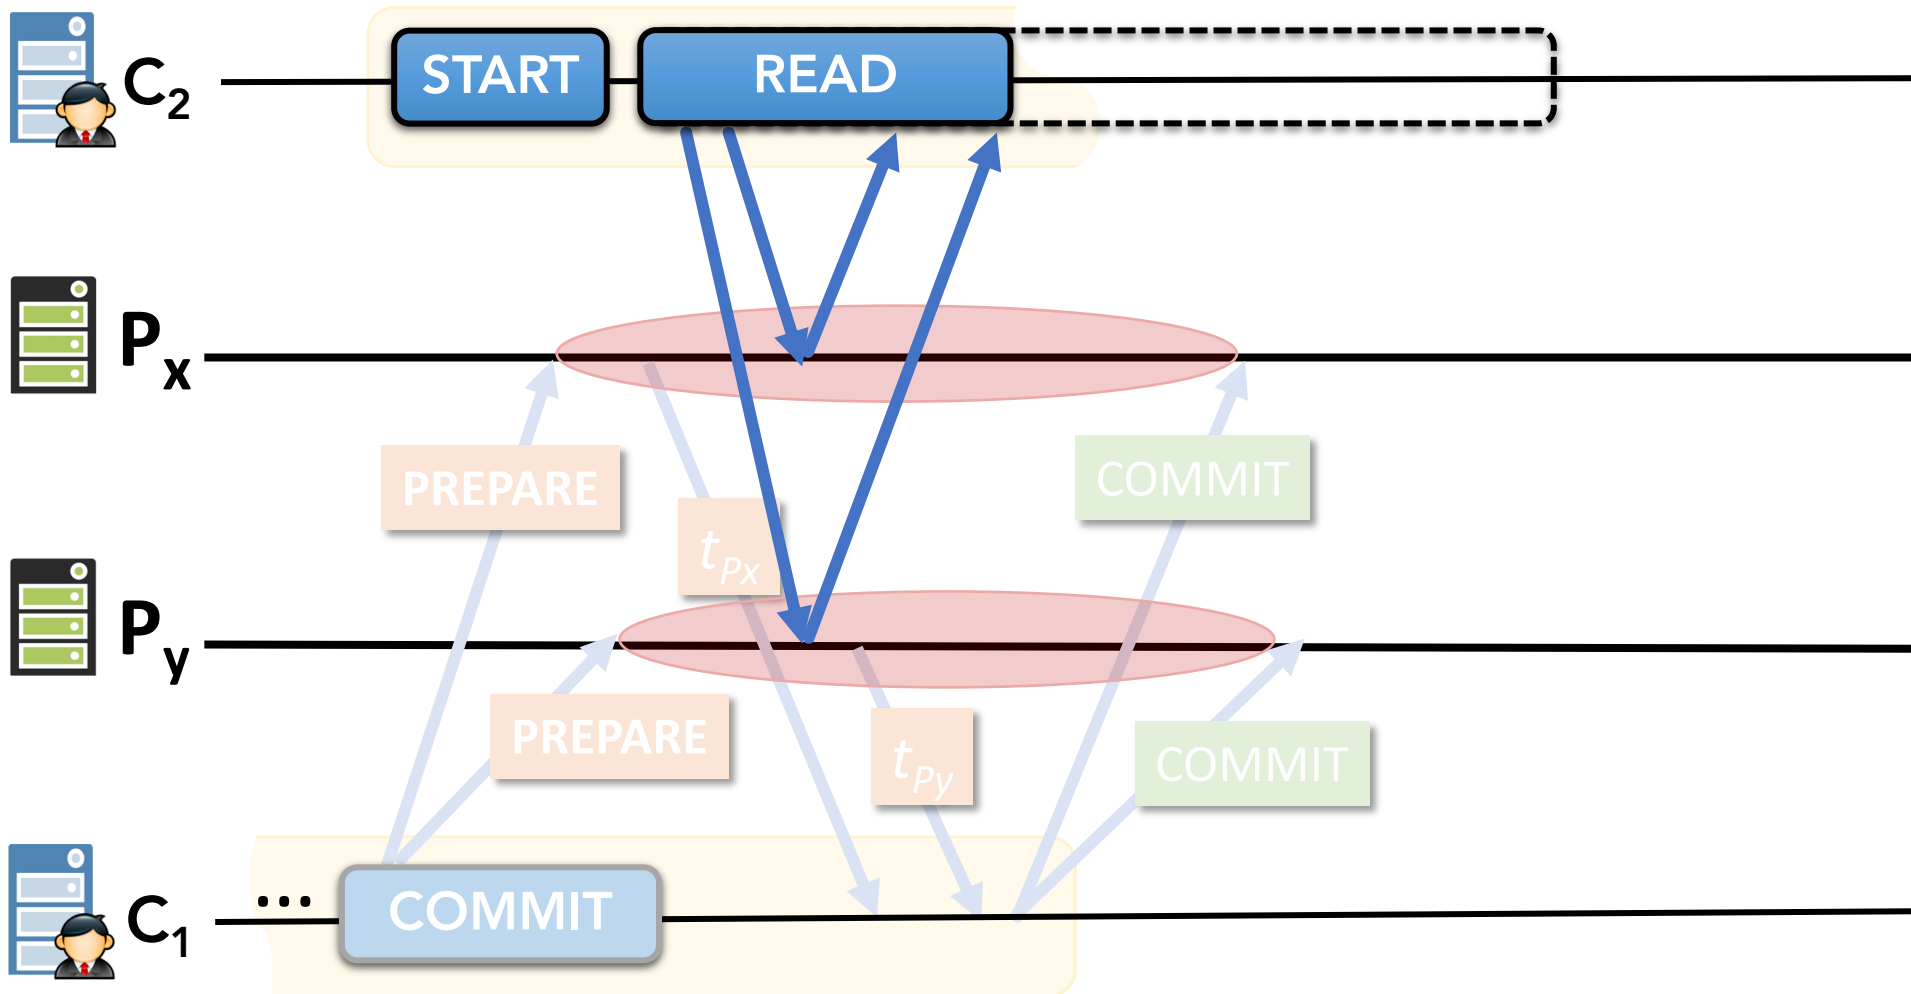 C2
START
READ
Px
PREPARE
COMMIT
tPx
Py
PREPARE
tPy
COMMIT
...
C1
COMMIT